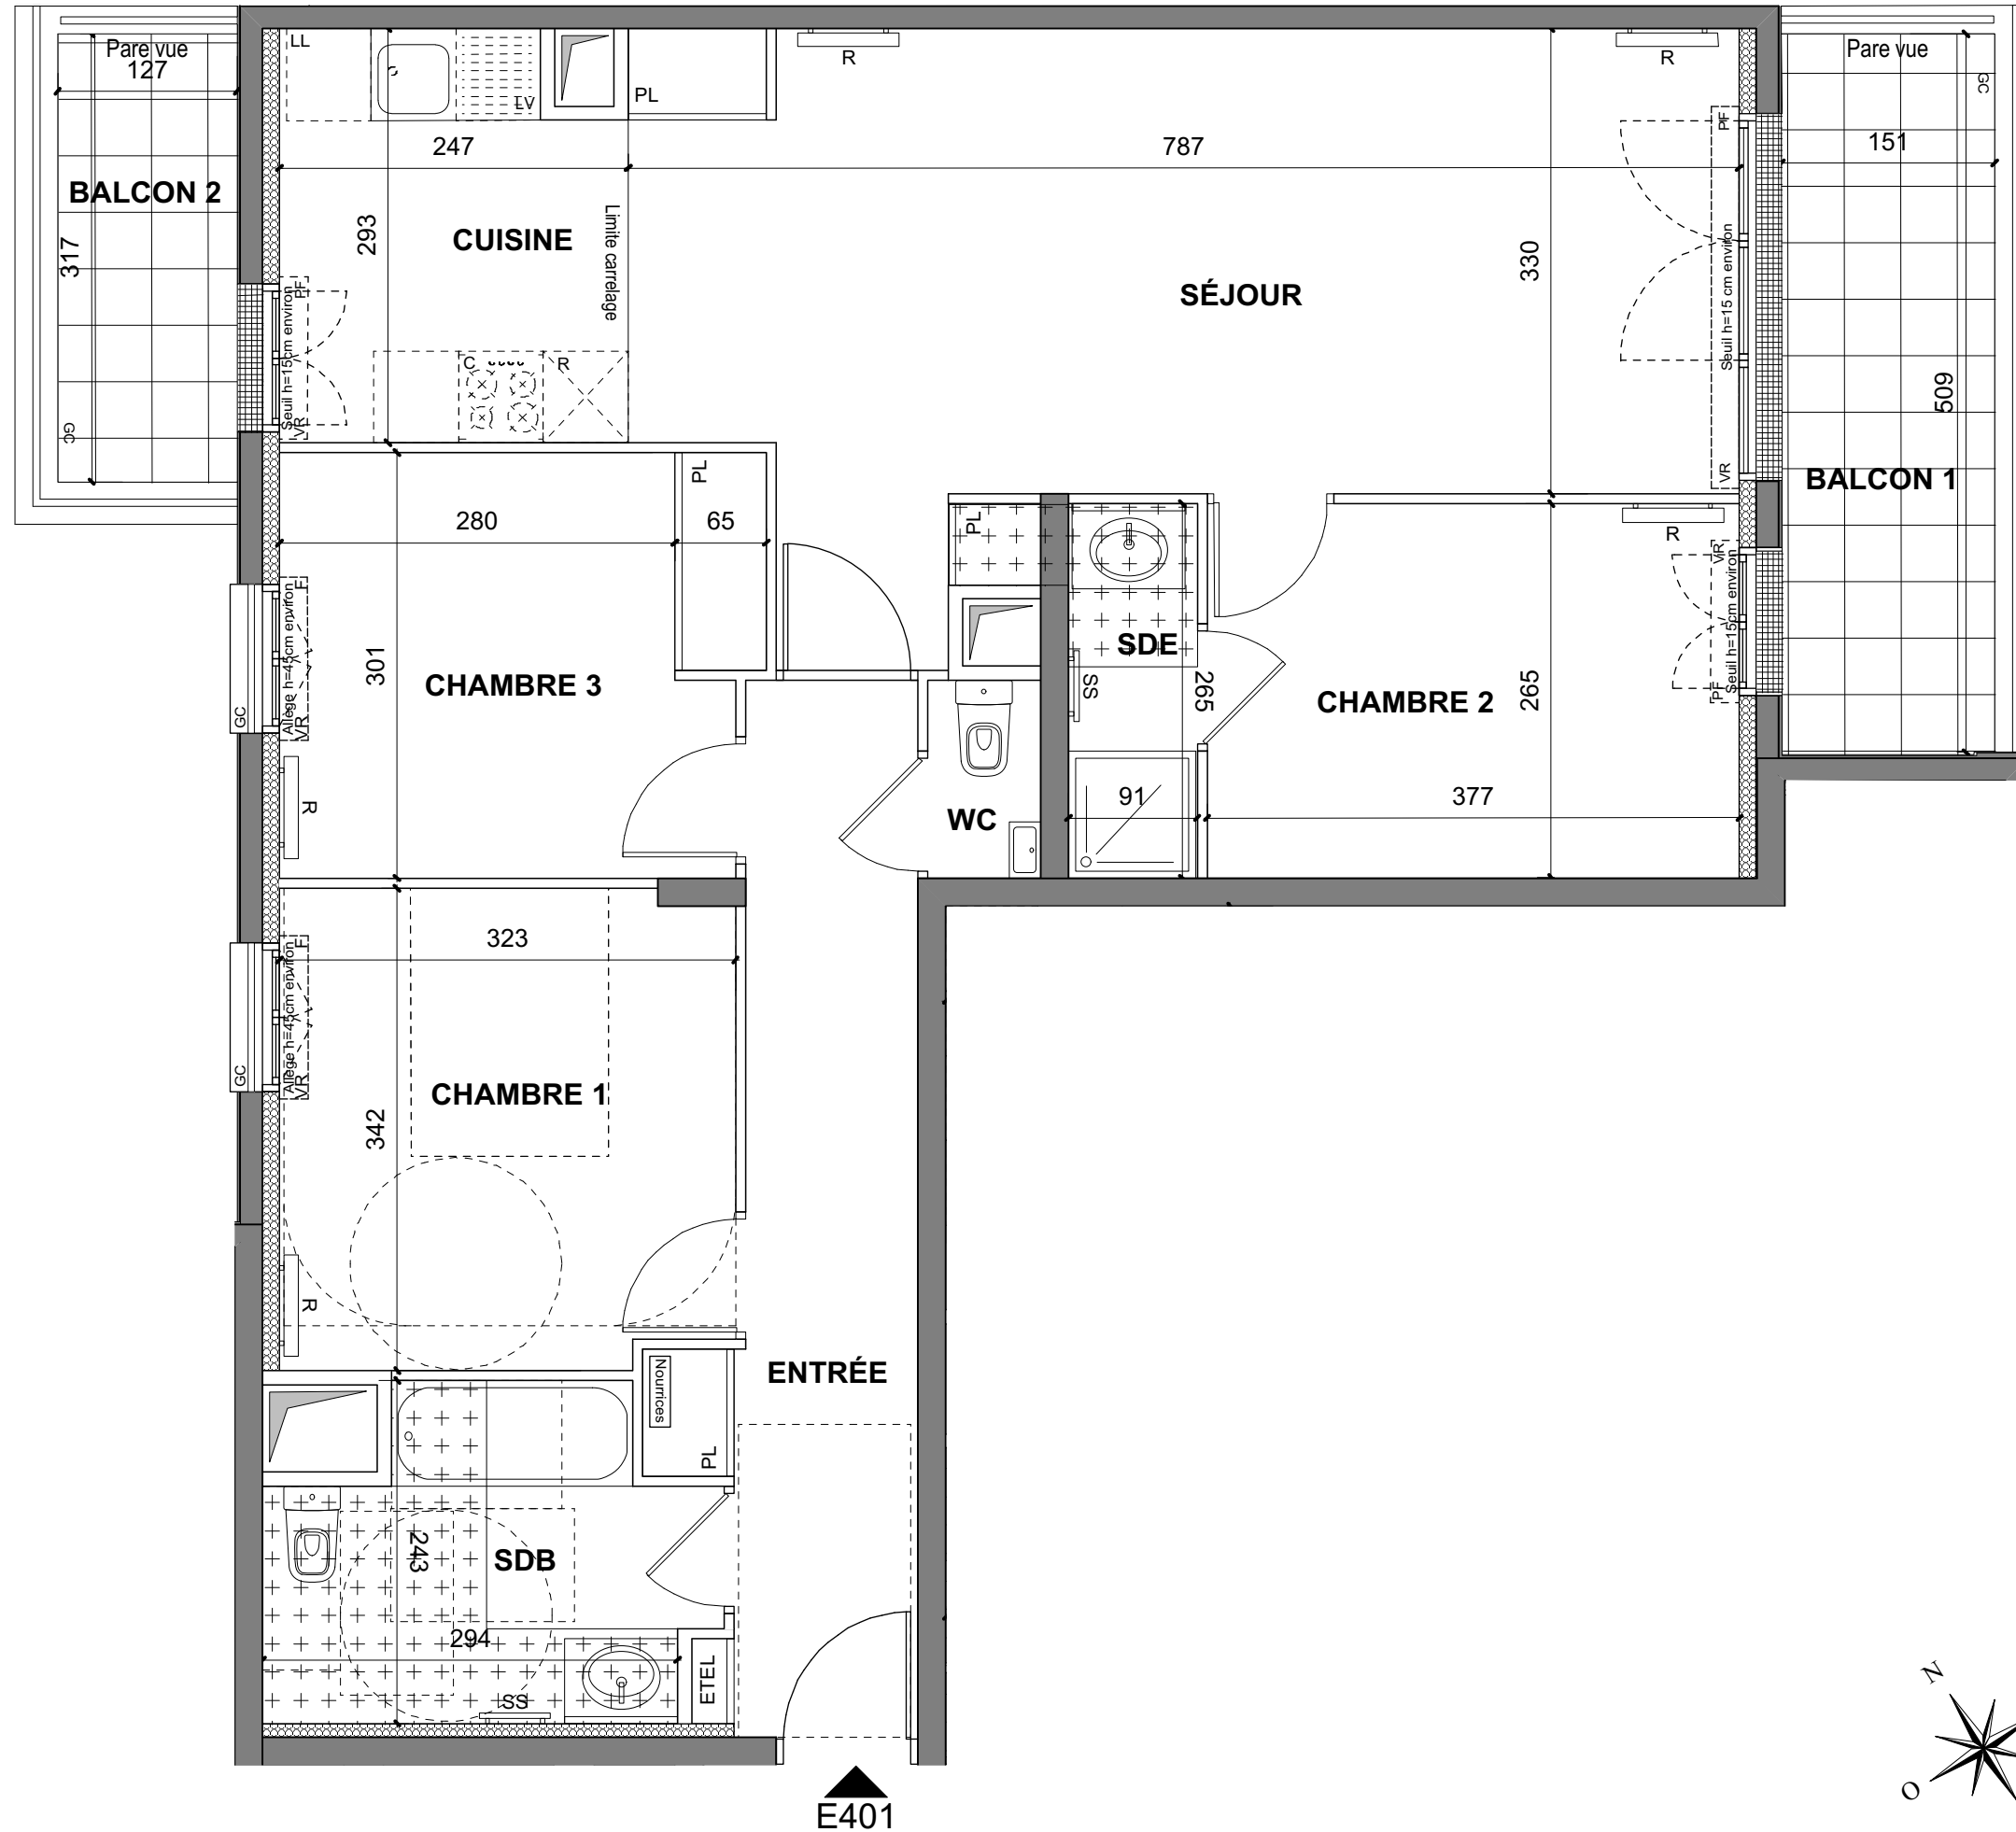 Pare vue
127
LL
LV
PL
R
R
Pare vue
GC
151
BALCON 2
317
GC
247
787
293
CUISINE
Limite carrelage
SÉJOUR
330
PF
Seuil h=15 cm environ
VR
PF
Seuil h=15cm environ
VR
C
R
BALCON 1
509
280
PL
65
PL
R
VR
Seuil h=15cm environ
PF
F
Allège h=45cm environ
VR
GC
301
CHAMBRE 3
SDE
SS
265
CHAMBRE 2
265
R
WC
91
377
323
F
Allège h=45cm environ
VR
GC
CHAMBRE 1
342
R
Nourrices
PL
ENTRÉE
243
SDB
294
SS
ETEL
E401
N
O